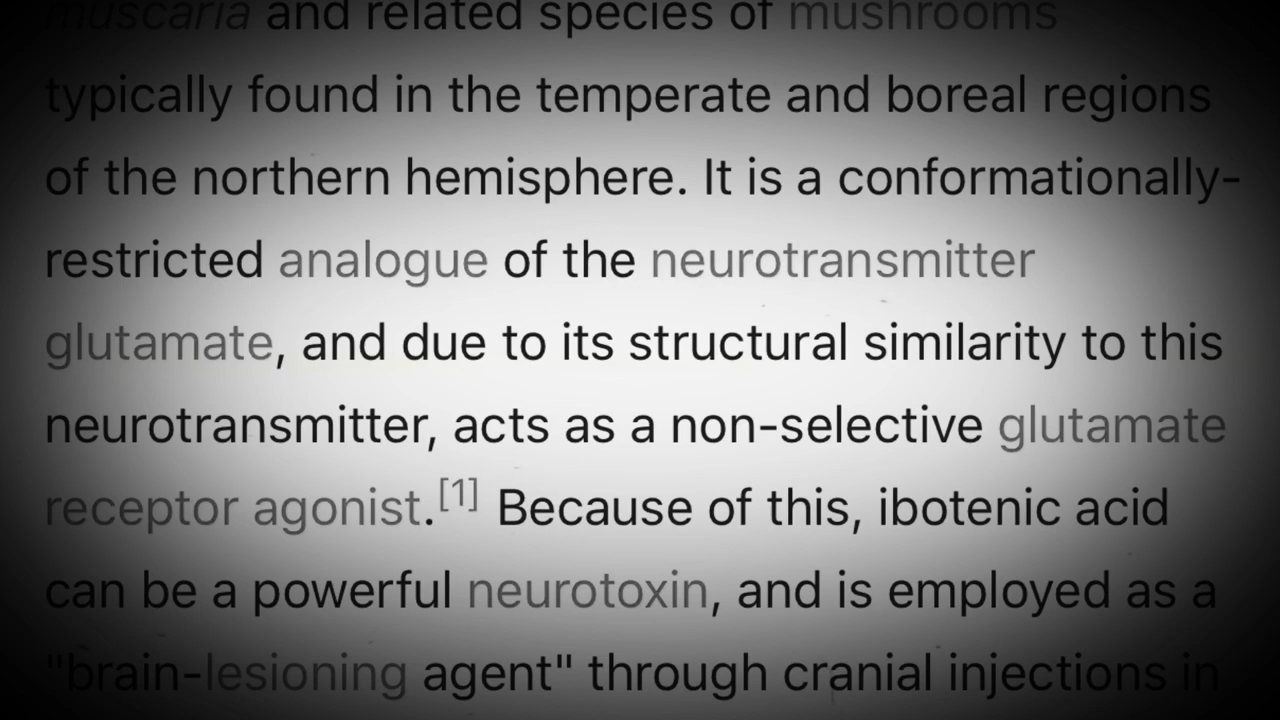 muscaria and related species of mushrooms
typically found in the temperate and boreal regions
of the northern hemisphere. It is a conformationally-
restricted analogue of the neurotransmitter
glutamate, and due to its structural similarity to this
neurotransmitter, acts as a non-selective glutamate
receptor agonist.[1] Because of this, ibotenic acid
can be a powerful neurotoxin, and is employed as a
"brain-lesioning agent" through cranial injections in